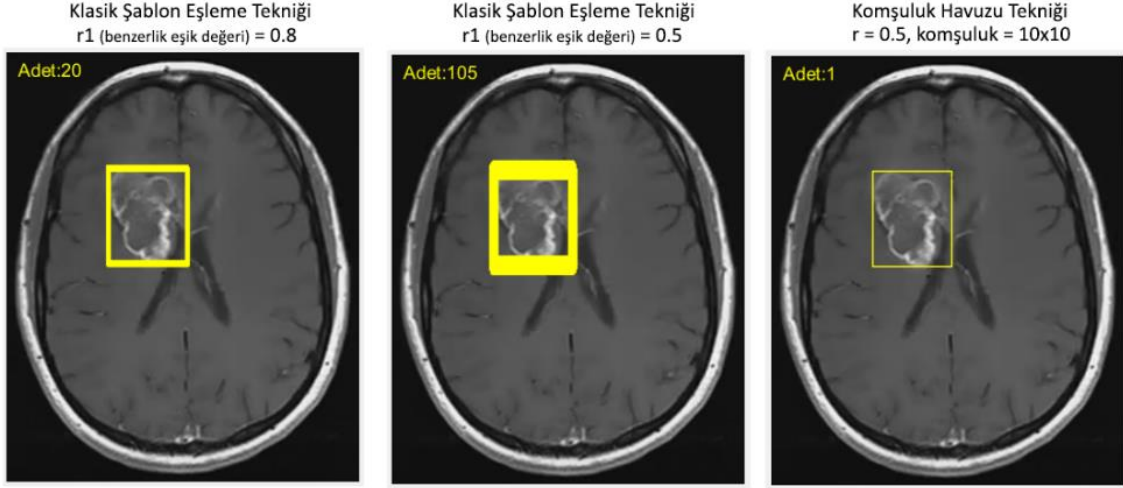 Klasik Şablon Eşleme Tekniği
r1 (benzerlik eşik değeri) = 0.8
Adet:20
Klasik Şablon Eşleme Tekniği
r1 (benzerlik eşik değeri) = 0.5
Adet:105
Komşuluk Havuzu Tekniği
r = 0.5, komşuluk = 10x10
Adet:1